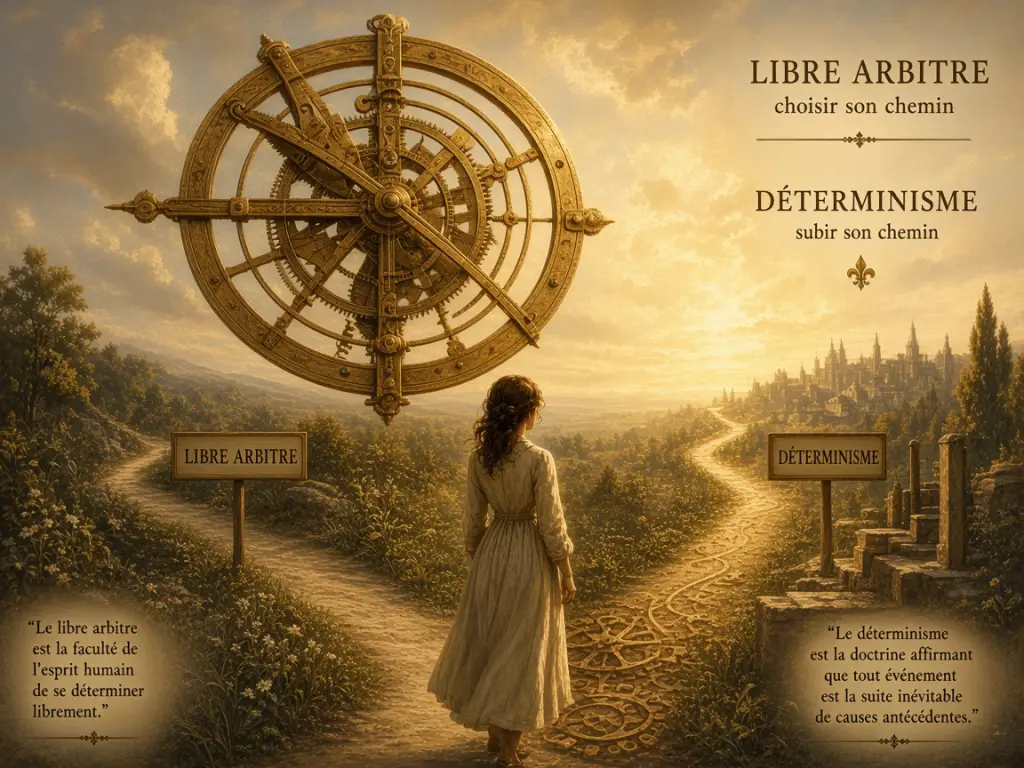 LIBRE ARBITRE
choisir son chemin
DÉTERMINISME
subir son chemin
LIBRE ARBITRE
DÉTERMINISME
“Le libre arbitre
est la faculté de
l'esprit humain
de se déterminer
librement.”
“Le déterminisme
est la doctrine affirmant
que tout événement
est la suite inévitable
de causes antécédentes.”